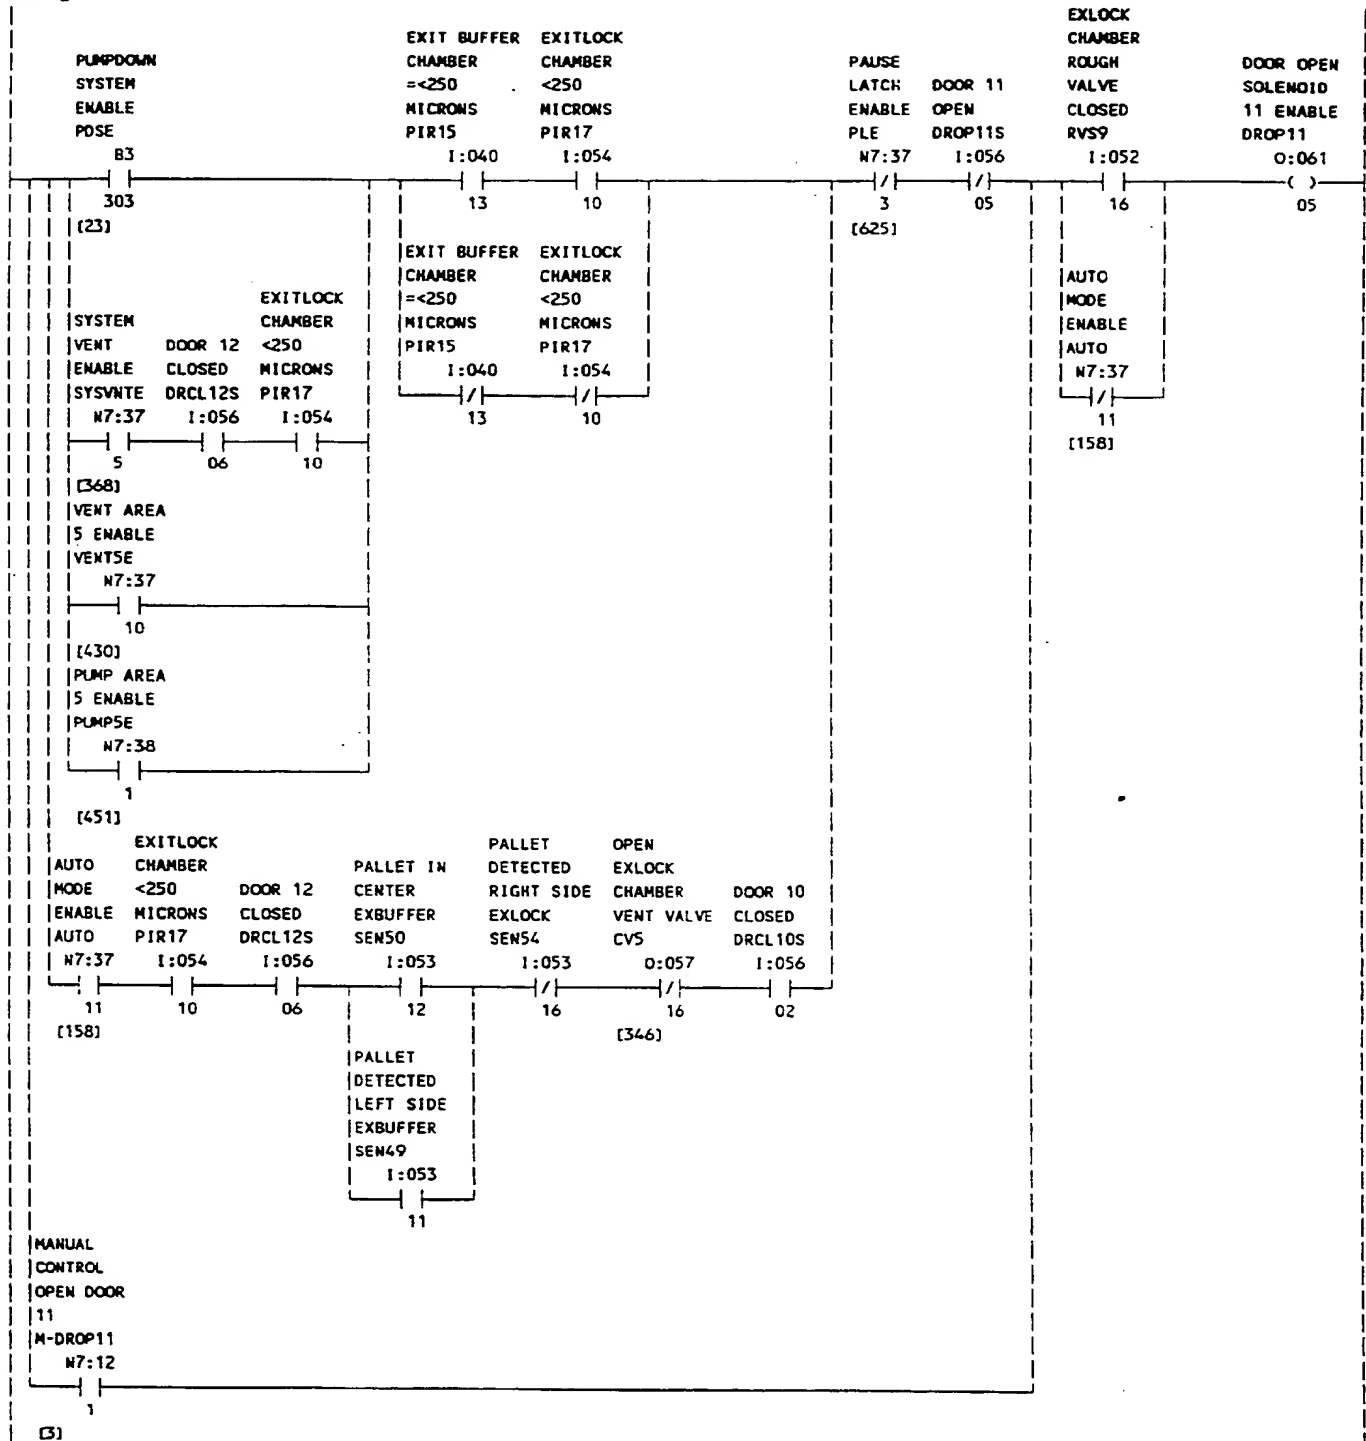 EXLOCK
EXIT BUFFER EXITLOCK CHAMBER
PUMPDOWN CHAMBER CHAMBER PAUSE ROUGH DOOR OPEN
SYSTEM =<250 <250 LATCH DOOR 11 VALVE SOLENOID
ENABLE MICRONS MICRONS ENABLE OPEN CLOSED 11 ENABLE
PDSE PIR15 PIR17 PLE DROP11S RVS9 DROP11
B3 I:040 I:054 N7:37 I:056 I:052 O:061
303 13 10 3 05 16 05
[23] [625]
EXIT BUFFER EXITLOCK
CHAMBER CHAMBER AUTO
EXITLOCK =<250 <250 MODE
SYSTEM CHAMBER MICRONS MICRONS ENABLE
VENT DOOR 12 <250 PIR15 PIR17 AUTO
ENABLE CLOSED MICRONS I:040 I:054 N7:37
SYSVNTE DRCL12S PIR17
N7:37 I:056 I:054 13 10 11
5 06 10 [158]
[368]
VENT AREA
5 ENABLE
VENT5E
N7:37
10
[430]
PUMP AREA
5 ENABLE
PUMP5E
N7:38
1
[451]
EXITLOCK PALLET OPEN
AUTO CHAMBER PALLET IN DETECTED EXLOCK
MODE <250 DOOR 12 CENTER RIGHT SIDE CHAMBER DOOR 10
ENABLE MICRONS CLOSED EXBUFFER EXLOCK VENT VALVE CLOSED
AUTO PIR17 DRCL12S SEN50 SEN54 CV5 DRCL10S
N7:37 I:054 I:056 I:053 I:053 O:057 I:056
11 10 06 12 16 16 02
[158] [346]
PALLET
DETECTED
LEFT SIDE
EXBUFFER
SEN49
I:053
11
MANUAL
CONTROL
OPEN DOOR
11
M-DROP11
N7:12
1
[3]